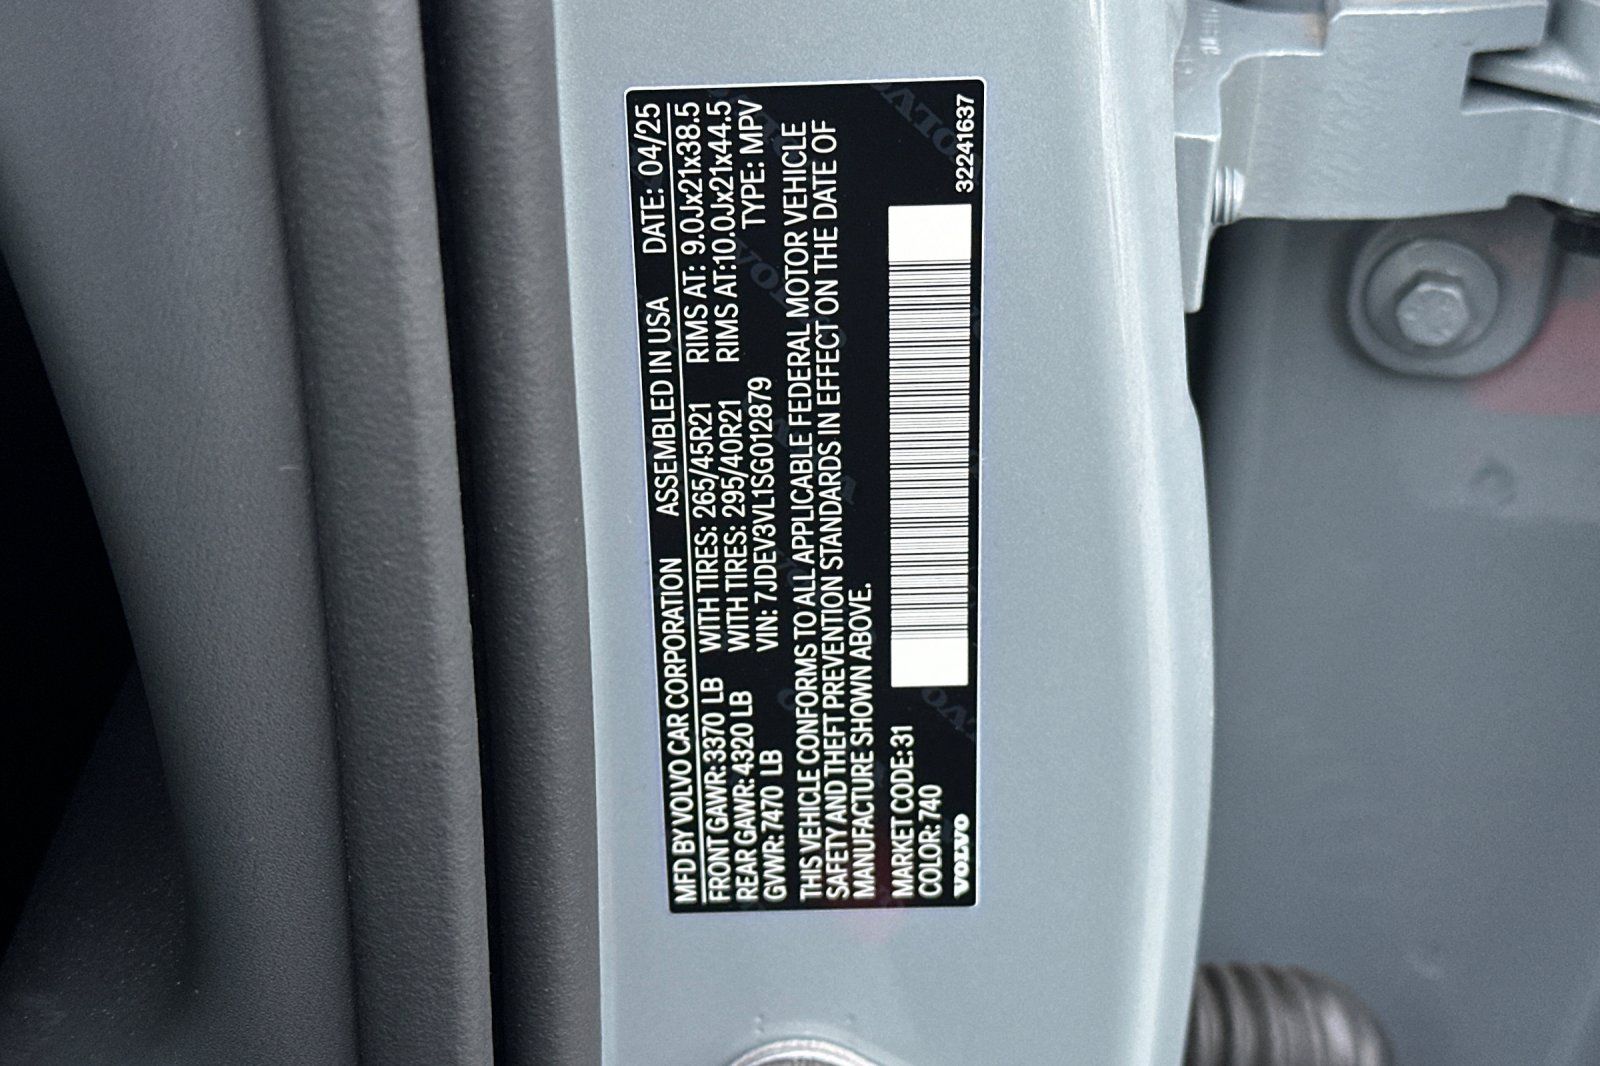 MFD BY VOLVO CAR CORPORATION ASSEMBLED IN USA DATE: 04/25
FRONT GAWR: 3370 LB WITH TIRES: 265/45R21 RIMS AT: 9.0Jx21x38.5
REAR GAWR: 4320 LB WITH TIRES: 295/40R21 RIMS AT:10.0Jx21x44.5
GVWR: 7470 LB VIN: 7JDEV3VL1SG012879 TYPE: MPV
THIS VEHICLE CONFORMS TO ALL APPLICABLE FEDERAL MOTOR VEHICLE
SAFETY AND THEFT PREVENTION STANDARDS IN EFFECT ON THE DATE OF
MANUFACTURE SHOWN ABOVE.
MARKET CODE: 31
COLOR: 740
VOLVO 32241637